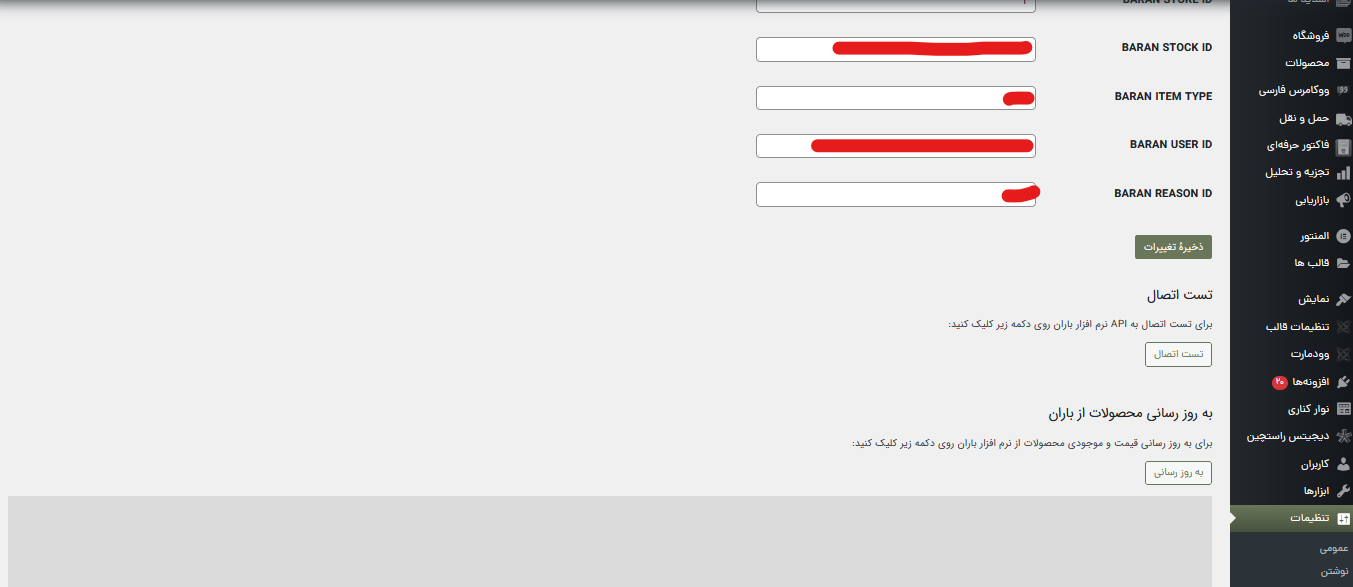 BARAN STORE ID
BARAN STOCK ID
BARAN ITEM TYPE
BARAN USER ID
BARAN REASON ID
ذخیرهٔ تغییرات
تست اتصال
برای تست اتصال به API نرم افزار باران روی دکمه زیر کلیک کنید:
تست اتصال
به روز رسانی محصولات از باران
برای به روز رسانی قیمت و موجودی محصولات از نرم افزار باران روی دکمه زیر کلیک کنید:
به روز رسانی
فروشگاه
محصولات
ووکامرس فارسی
حمل و نقل
فاکتور حرفه‌ای
تجزیه و تحلیل
بازاریابی
المنتور
قالب ها
نمایش
تنظیمات قالب
وودمارت
افزونه‌ها ۲۰
نوار کناری
دیجیتس راستچین
کاربران
ابزارها
تنظیمات
عمومی
نوشتن